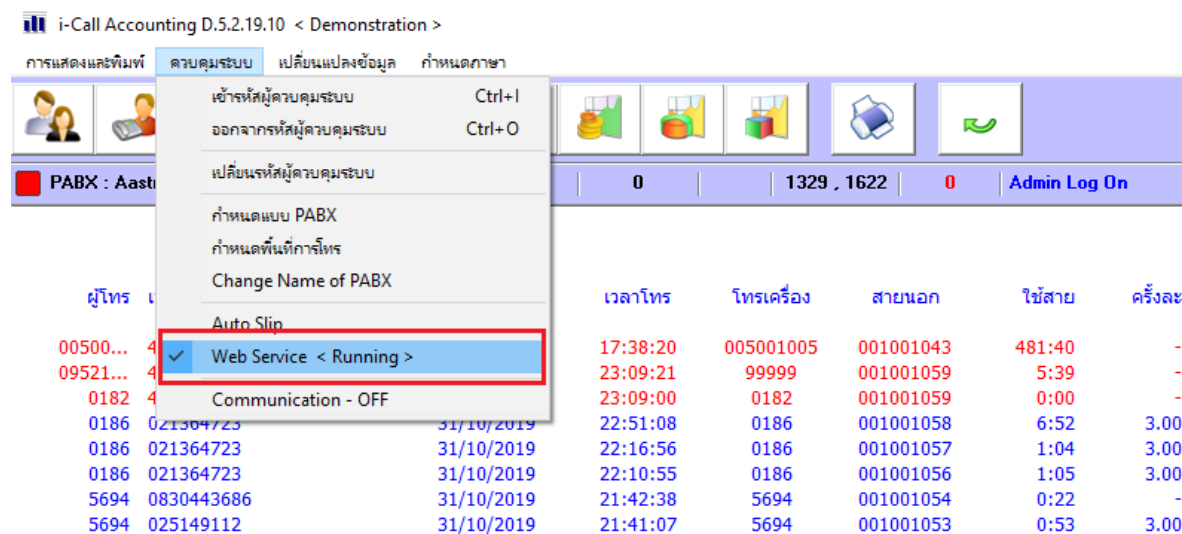 i-Call Accounting D.5.2.19.10 < Demonstration >
การแสดงและพิมพ์ ควบคุมระบบ เปลี่ยนแปลงข้อมูล กำหนดภาษา
เข้ารหัสผู้ควบคุมระบบ Ctrl+I
ออกจากรหัสผู้ควบคุมระบบ Ctrl+O
เปลี่ยนรหัสผู้ควบคุมระบบ
กำหนดแบบ PABX
กำหนดพื้นที่การโทร
Change Name of PABX
Auto Slip
Web Service < Running >
Communication - OFF
PABX : 0 1329 , 1622 0 Admin Log On
ผู้โทร เวลาโทร โทรเครื่อง สายนอก ใช้สาย ครั้งละ
00500... 4 17:38:20 005001005 001001043 481:40 -
09521... 4 23:09:21 99999 001001059 5:39 -
0182 4 23:09:00 0182 001001059 0:00 -
0186 021364723 31/10/2019 22:51:08 0186 001001058 6:52 3.00
0186 021364723 31/10/2019 22:16:56 0186 001001057 1:04 3.00
0186 021364723 31/10/2019 22:10:55 0186 001001056 1:05 3.00
5694 0830443686 31/10/2019 21:42:38 5694 001001054 0:22 -
5694 025149112 31/10/2019 21:41:07 5694 001001053 0:53 3.00